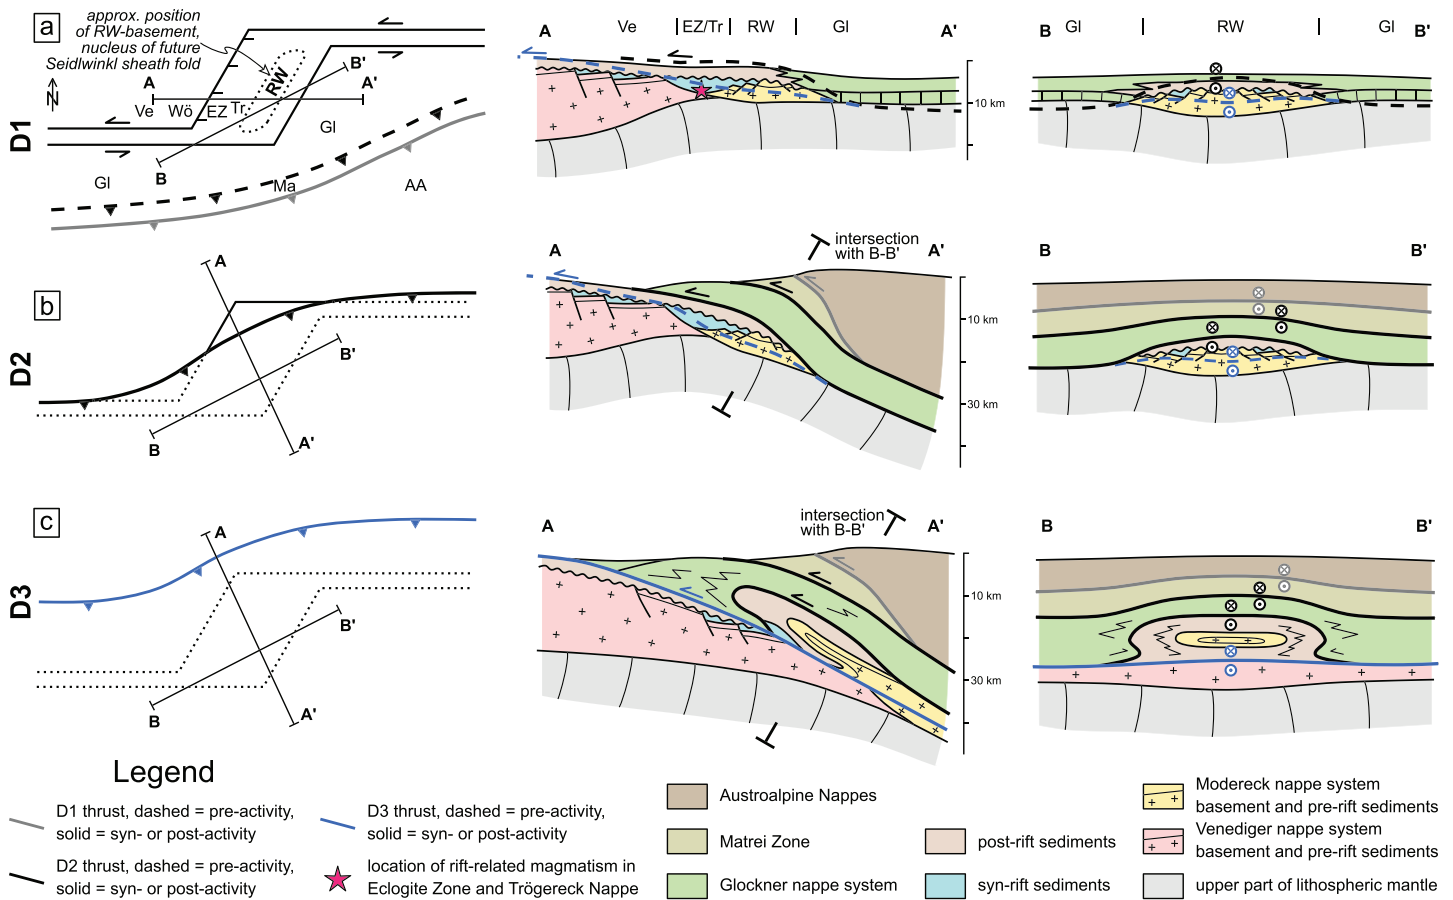 a
approx. position
of RW-basement,
nucleus of future
Seidlwinkl sheath fold
N
A
RW
B'
A'
Ve
Wö
EZ
Tr
Gl
B
Gl
Ma
AA
D1
A
Ve
EZ/Tr
RW
Gl
A'
10 km
B
Gl
RW
Gl
B'
b
A
B'
B
A'
D2
A
intersection
with B-B'
A'
10 km
30 km
B
B'
c
A
B'
B
A'
D3
A
intersection
with B-B'
A'
10 km
30 km
B
B'
Legend
D1 thrust, dashed = pre-activity,
solid = syn- or post-activity
D2 thrust, dashed = pre-activity,
solid = syn- or post-activity
D3 thrust, dashed = pre-activity,
solid = syn- or post-activity
location of rift-related magmatism in
Eclogite Zone and Trögereck Nappe
Austroalpine Nappes
Matrei Zone
Glockner nappe system
post-rift sediments
syn-rift sediments
Modereck nappe system
basement and pre-rift sediments
Venediger nappe system
basement and pre-rift sediments
upper part of lithospheric mantle